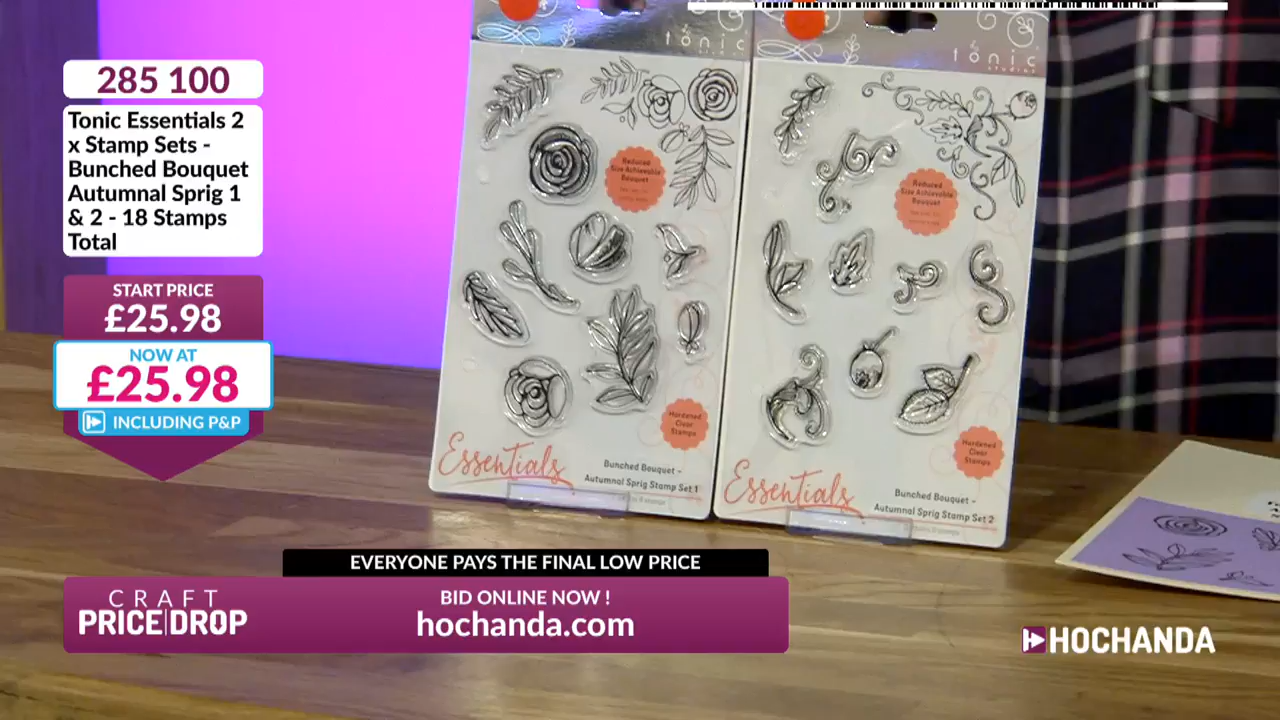 285 100
Tonic Essentials 2
x Stamp Sets -
Bunched Bouquet
Autumnal Sprig 1
& 2 - 18 Stamps
Total
START PRICE
£25.98
NOW AT
£25.98
INCLUDING P&P
tonic
STUDIOS
Reduced
Size Achievable
Bouquet
Hardened
Clear
Stamps
Essentials
Bunched Bouquet –
Autumnal Sprig Stamp Set 1
tonic
STUDIOS
Reduced
Size Achievable
Bouquet
Hardened
Clear
Stamps
Essentials
Bunched Bouquet –
Autumnal Sprig Stamp Set 2
EVERYONE PAYS THE FINAL LOW PRICE
CRAFT
PRICE DROP
BID ONLINE NOW !
hochanda.com
HOCHANDA